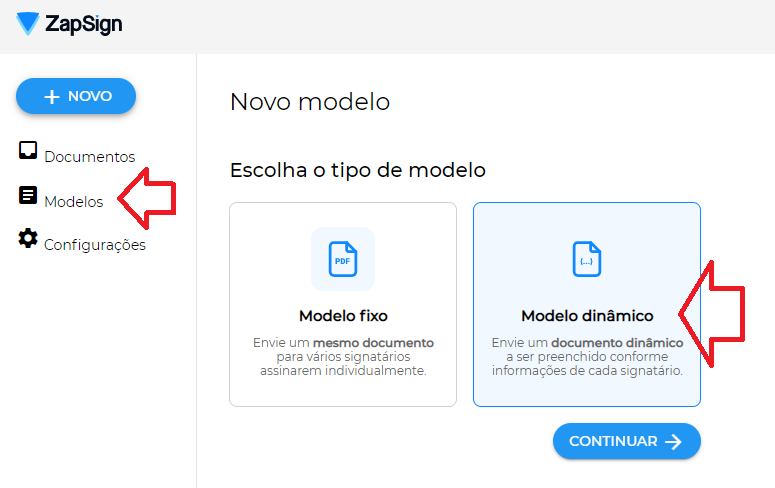 ZapSign
+ NOVO
Documentos
Modelos
Configurações
Novo modelo
Escolha o tipo de modelo
PDF
Modelo fixo
Envie um mesmo documento
para vários signatários
assinarem individualmente.
{...}
Modelo dinâmico
Envie um documento dinâmico
a ser preenchido conforme
informações de cada signatário.
CONTINUAR →